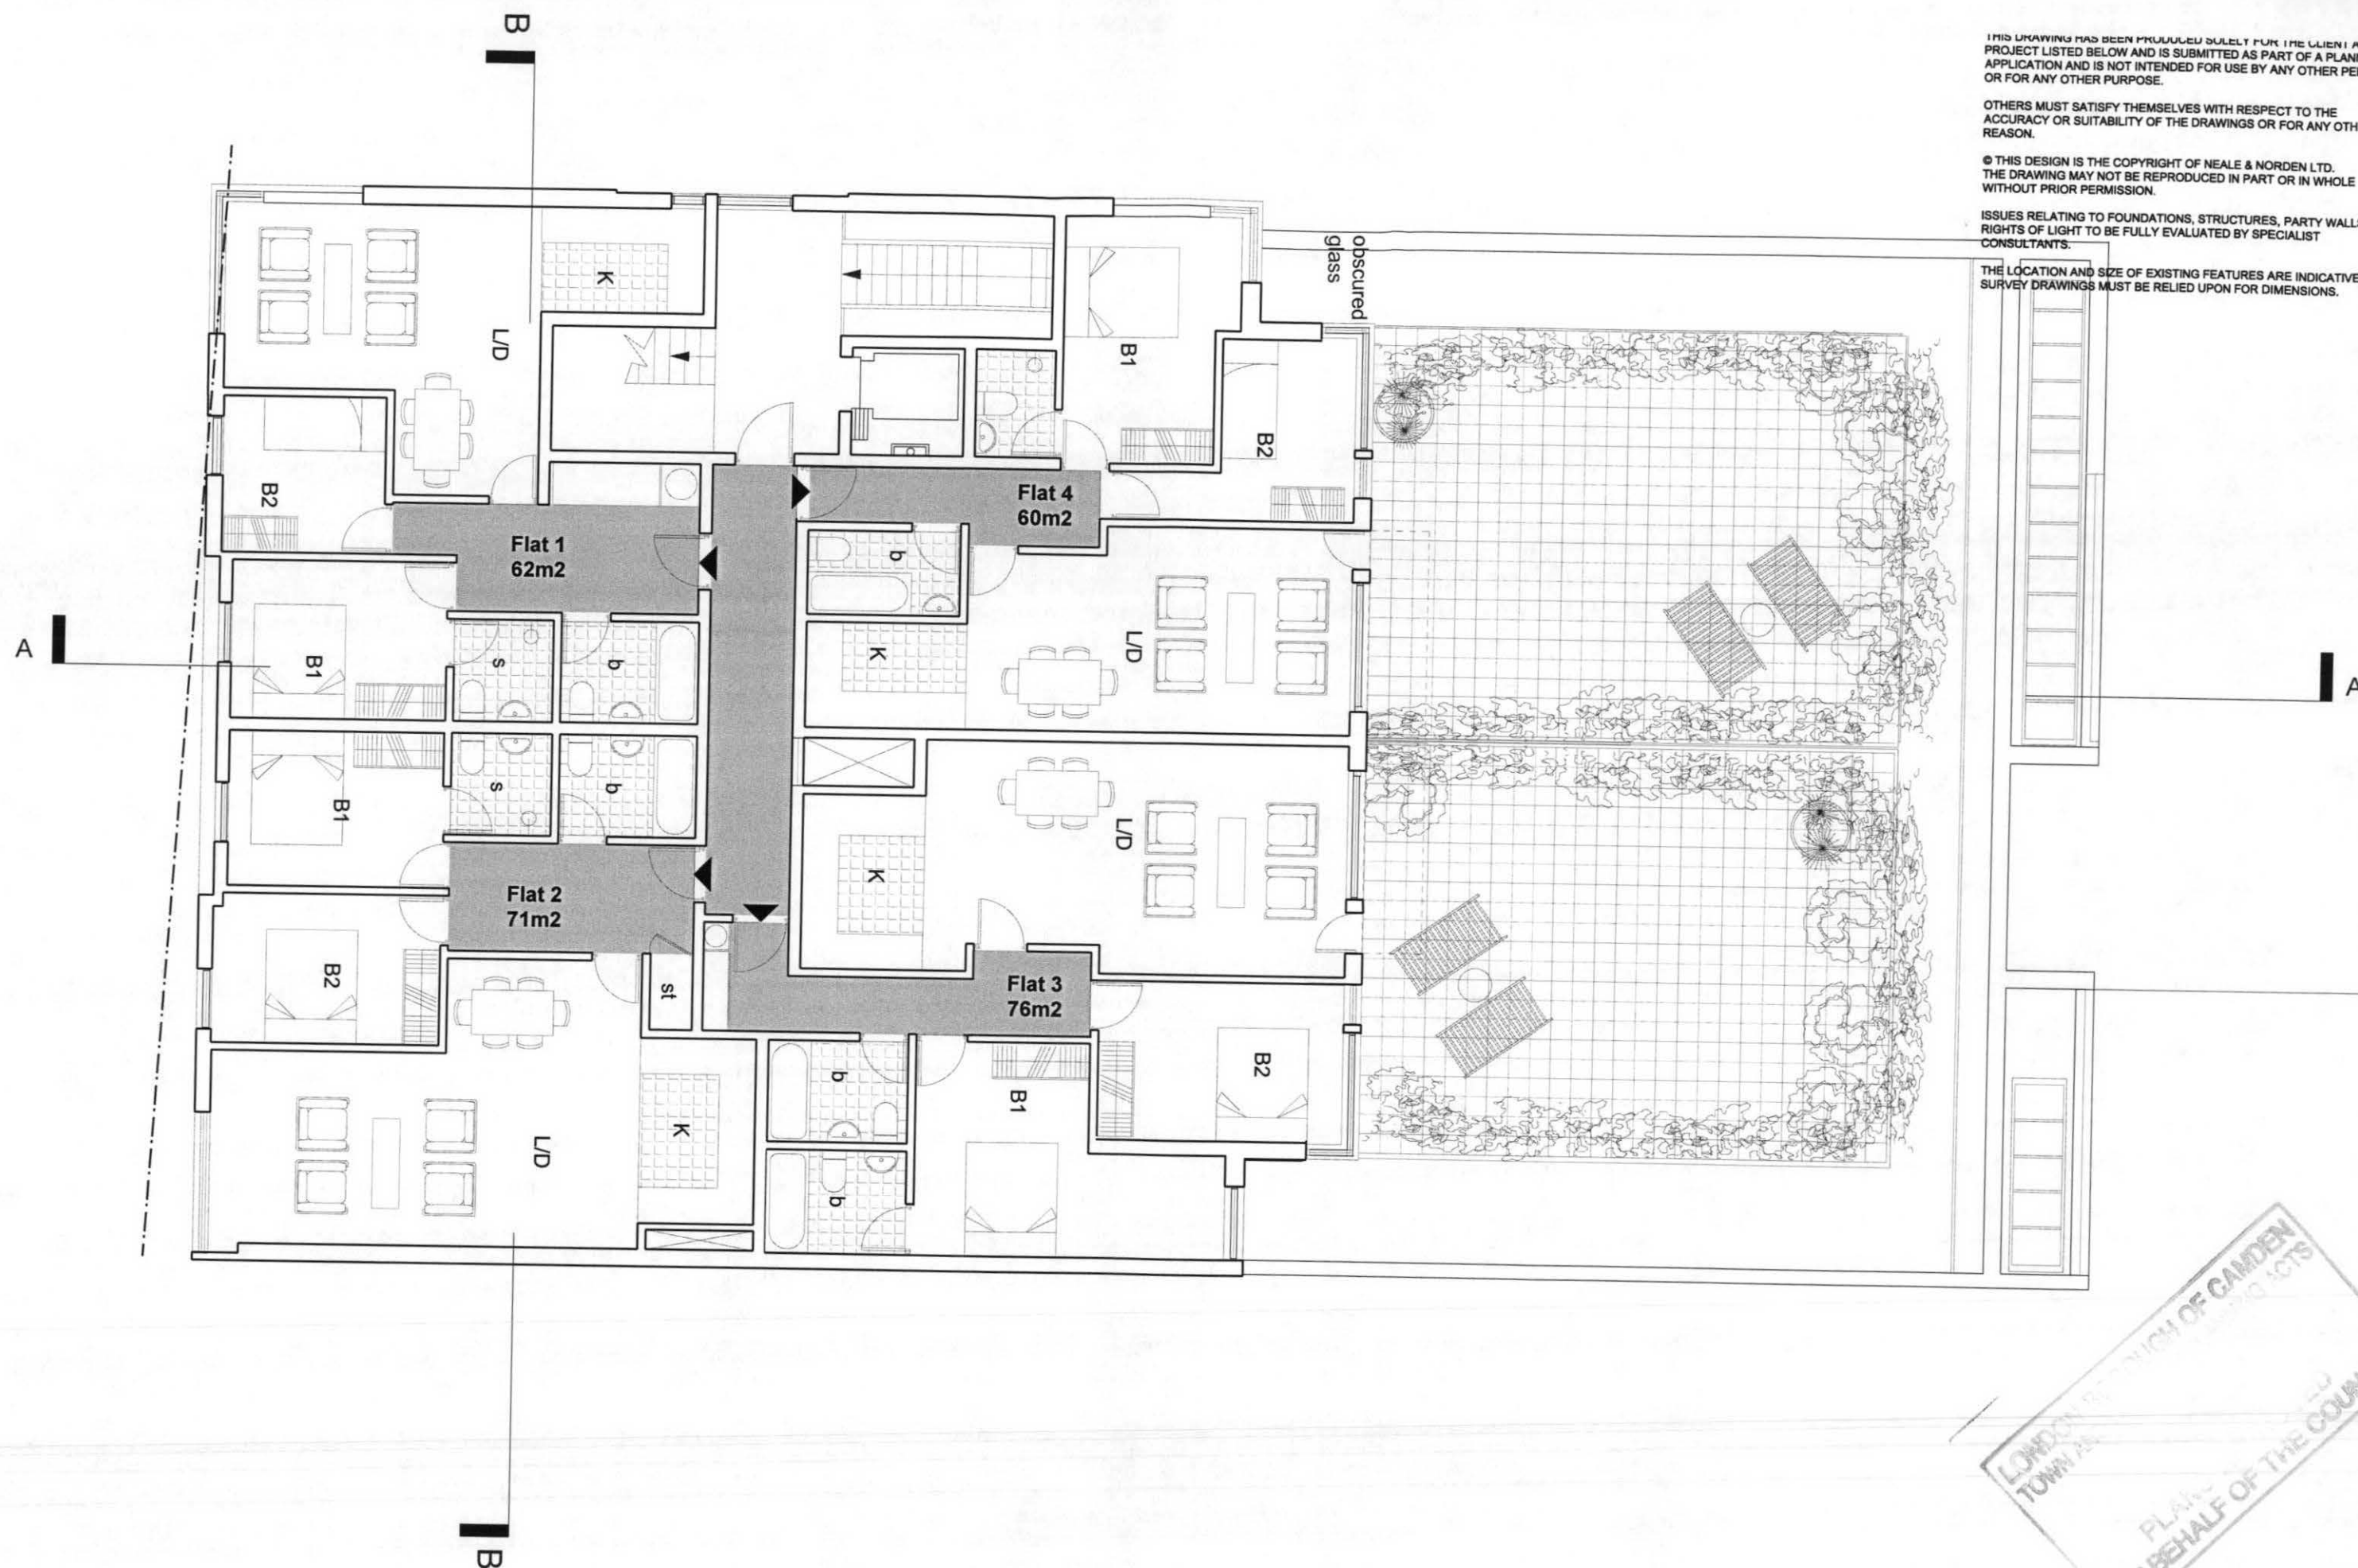 THIS DRAWING HAS BEEN PRODUCED SOLELY FOR THE CLIENT A
PROJECT LISTED BELOW AND IS SUBMITTED AS PART OF A PLAN
APPLICATION AND IS NOT INTENDED FOR USE BY ANY OTHER PE
OR FOR ANY OTHER PURPOSE.
OTHERS MUST SATISFY THEMSELVES WITH RESPECT TO THE
ACCURACY OR SUITABILITY OF THE DRAWINGS OR FOR ANY OTH
REASON.
© THIS DESIGN IS THE COPYRIGHT OF NEALE & NORDEN LTD.
THE DRAWING MAY NOT BE REPRODUCED IN PART OR IN WHOLE
WITHOUT PRIOR PERMISSION.
ISSUES RELATING TO FOUNDATIONS, STRUCTURES, PARTY WALL
RIGHTS OF LIGHT TO BE FULLY EVALUATED BY SPECIALIST
CONSULTANTS.
THE LOCATION AND SIZE OF EXISTING FEATURES ARE INDICATIVE
SURVEY DRAWINGS MUST BE RELIED UPON FOR DIMENSIONS.
B
obscured
glass
K
L/D
B1
B2
B2
Flat 4
60m2
Flat 1
62m2
b
A
B1
s
b
K
L/D
A
B1
s
b
K
L/D
Flat 2
71m2
B2
st
Flat 3
76m2
L/D
K
b
B1
B2
b
B
LONDON BOROUGH OF CAMDEN
TOWN
ACTS
BEHALF OF THE COUN